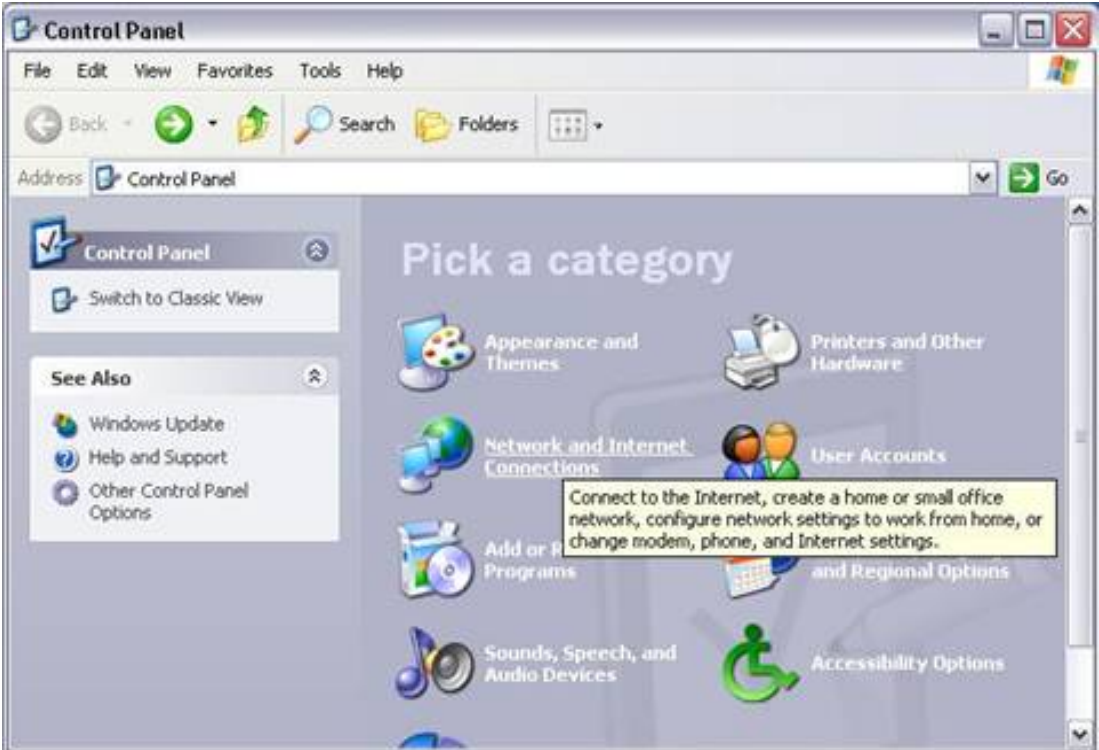 Control Panel
File Edit View Favorites Tools Help
Back Search Folders
Address Control Panel Go
Control Panel
Switch to Classic View
See Also
Windows Update
Help and Support
Other Control Panel
Options
Pick a category
Appearance and
Themes
Printers and Other
Hardware
Network and Internet
Connections
User Accounts
Connect to the Internet, create a home or small office
network, configure network settings to work from home, or
change modem, phone, and Internet settings.
Add or
Programs
and Regional Options
Sounds, Speech, and
Audio Devices
Accessibility Options